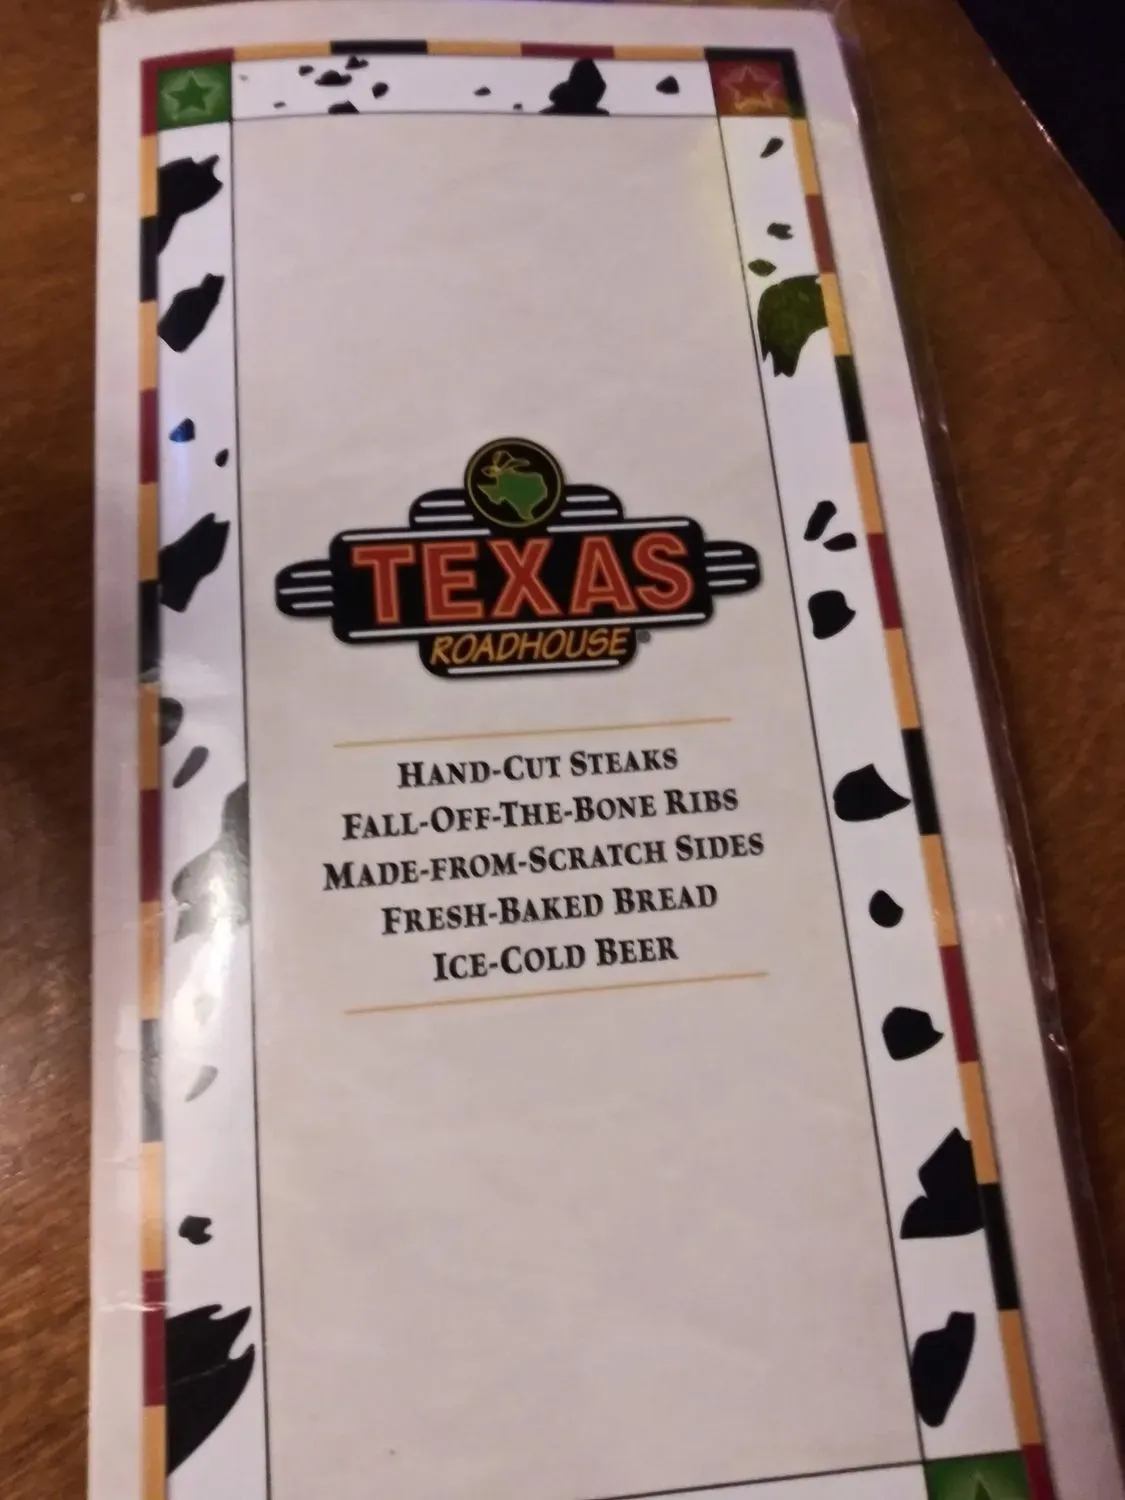 TEXAS
ROADHOUSE®
HAND-CUT STEAKS
FALL-OFF-THE-BONE RIBS
MADE-FROM-SCRATCH SIDES
FRESH-BAKED BREAD
ICE-COLD BEER